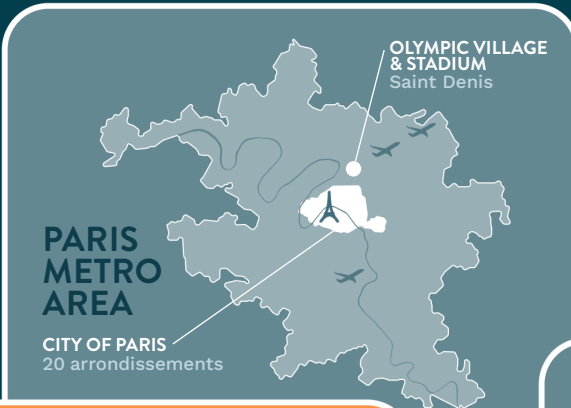 OLYMPIC VILLAGE
& STADIUM
Saint Denis
PARIS
METRO
AREA
CITY OF PARIS
20 arrondissements